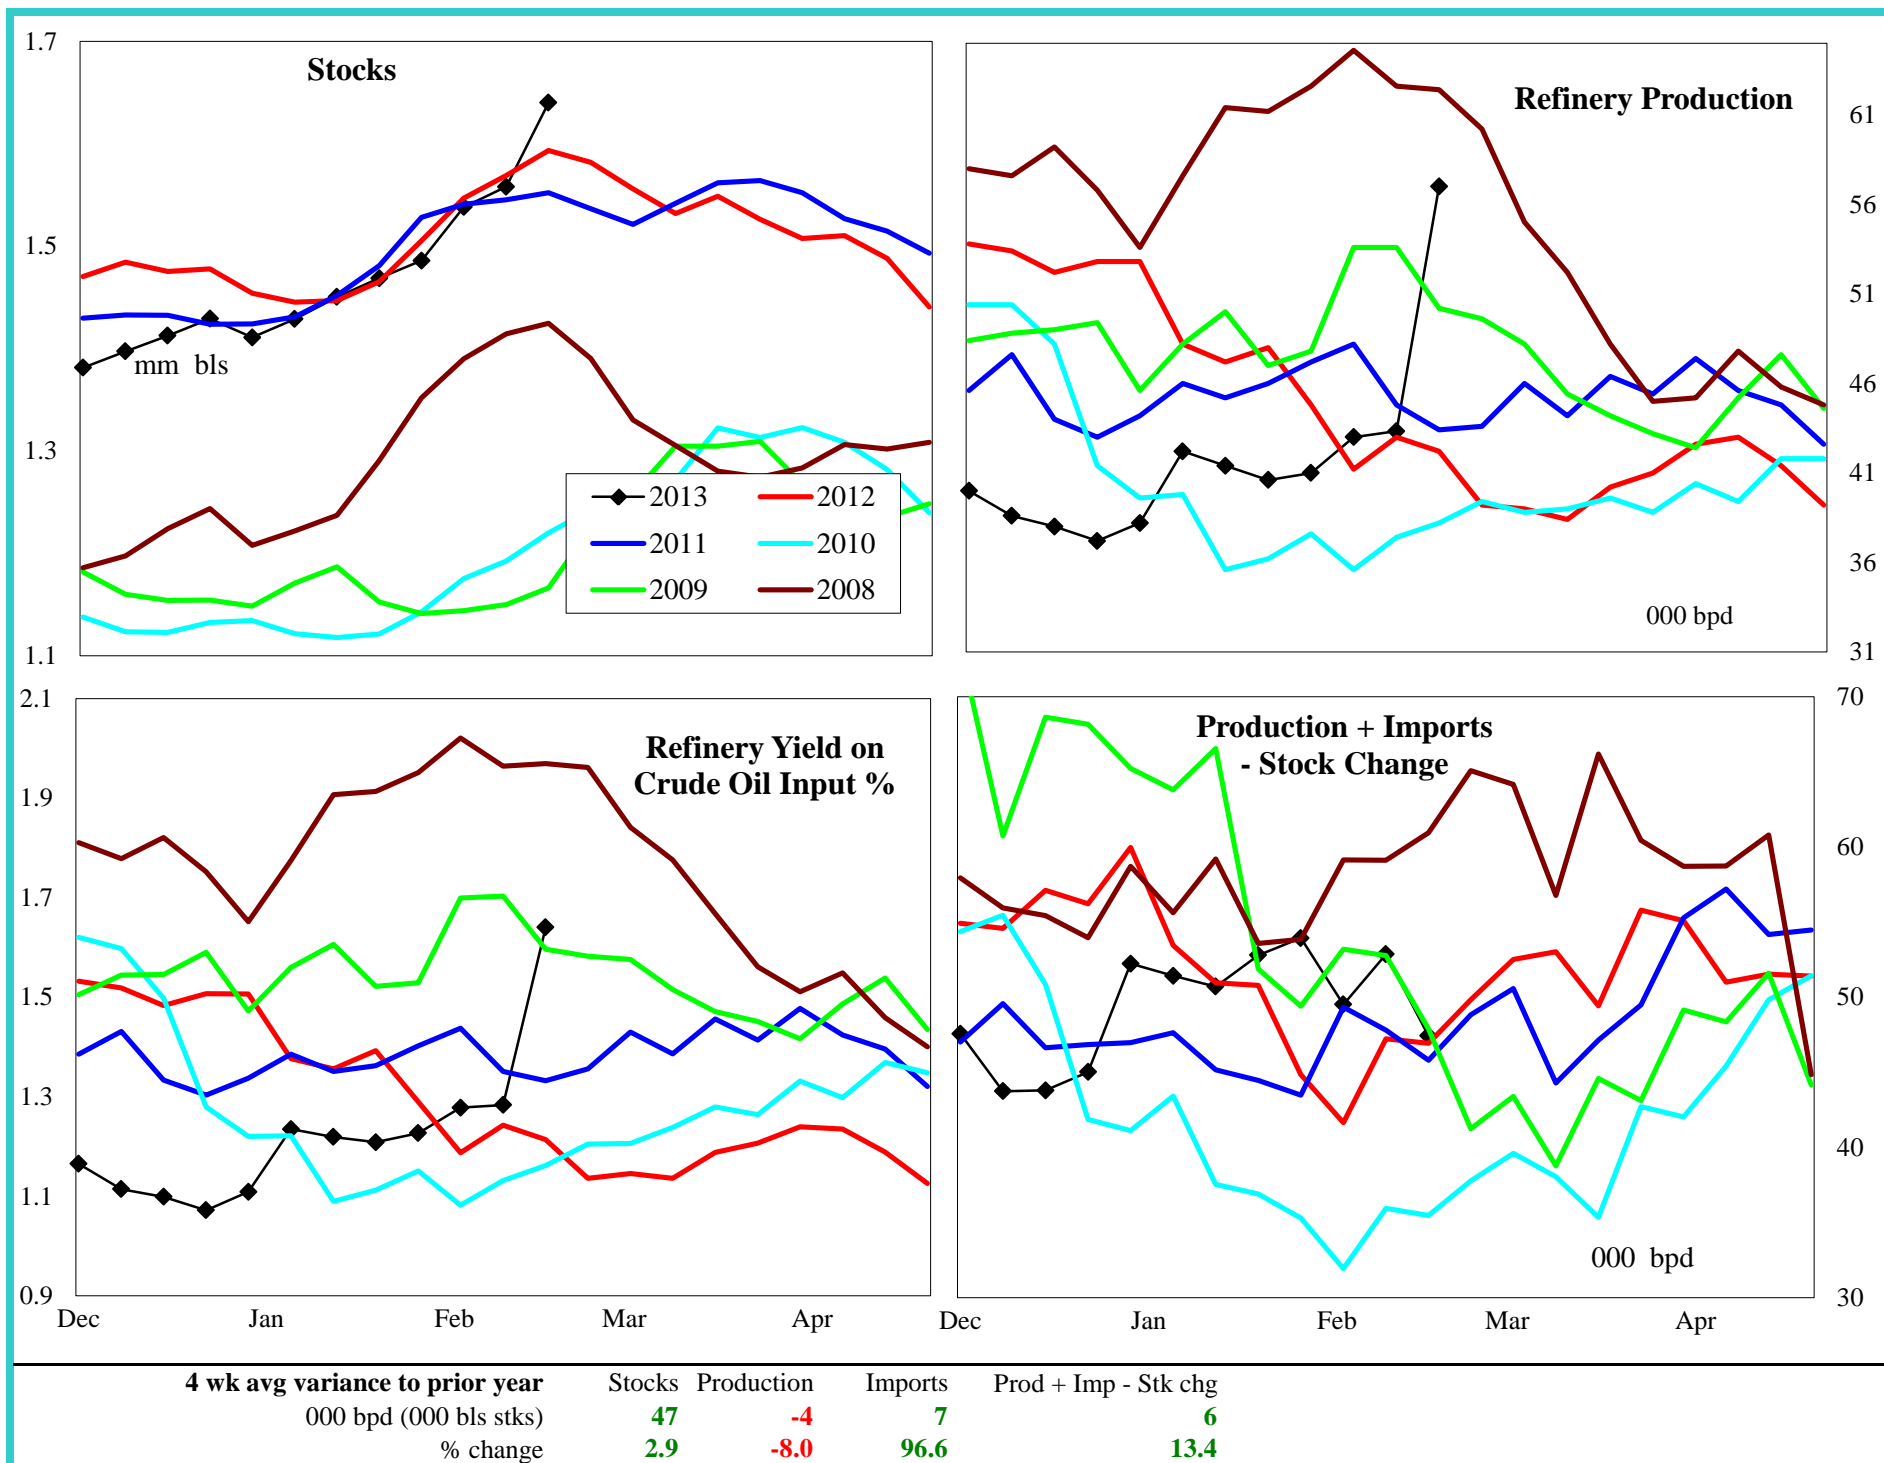 Stocks
1.7
1.5
1.3
1.1
mm bls
2013
2012
2011
2010
2009
2008
Refinery Production
61
56
51
46
41
36
31
000 bpd
Refinery Yield on
Crude Oil Input %
2.1
1.9
1.7
1.5
1.3
1.1
0.9
Dec Jan Feb Mar Apr
Production + Imports
- Stock Change
70
60
50
40
30
000 bpd
Dec Jan Feb Mar Apr
4 wk avg variance to prior year Stocks Production Imports Prod + Imp - Stk chg
000 bpd (000 bls stks) 47 -4 7 6
% change 2.9 -8.0 96.6 13.4